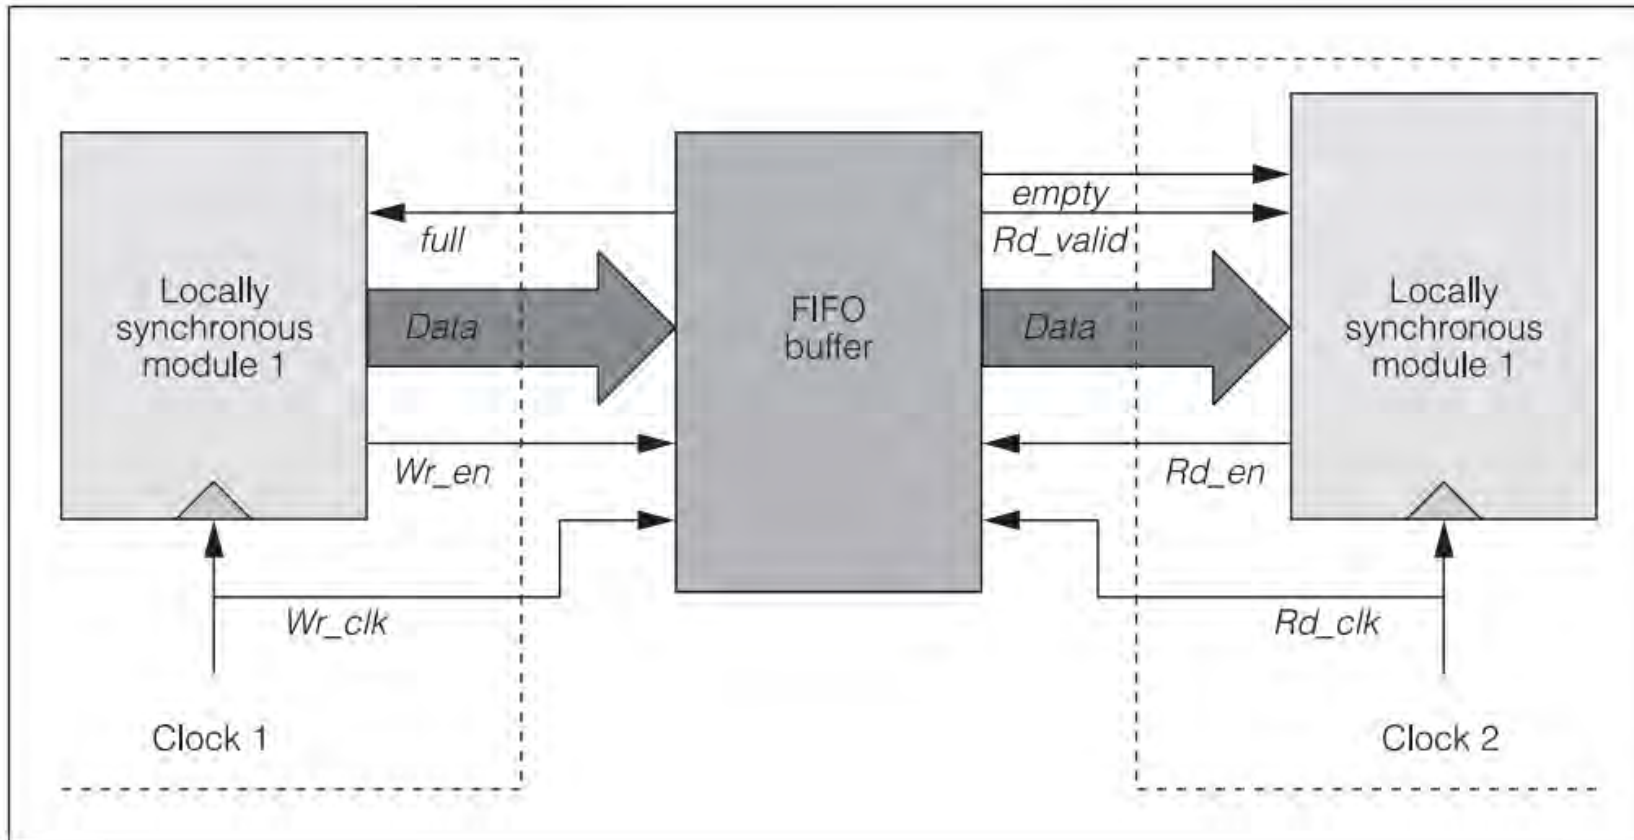 Locally
synchronous
module 1
full
Data
Wr_en
Wr_clk
Clock 1
FIFO
buffer
empty
Rd_valid
Data
Rd_en
Rd_clk
Locally
synchronous
module 1
Clock 2